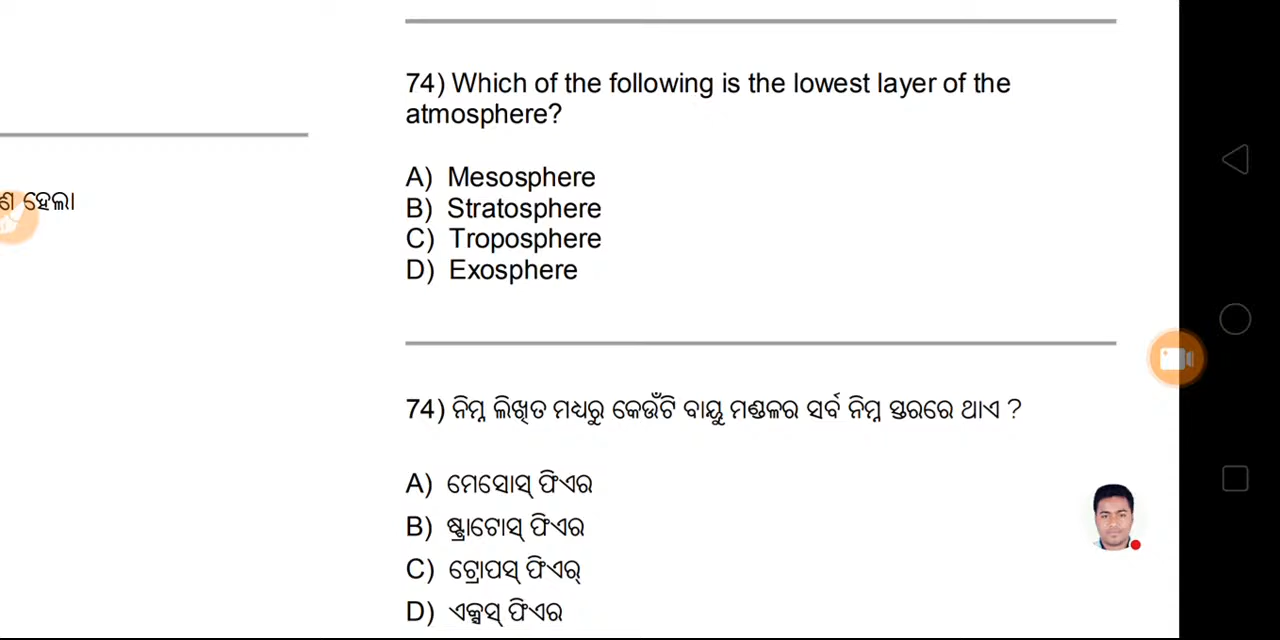 74) Which of the following is the lowest layer of the
atmosphere?
A) Mesosphere
B) Stratosphere
C) Troposphere
D) Exosphere
ହେଲା
74) ନିମ୍ନ ଲିଖିତ ମଧ୍ୟରୁ କେଉଁଟି ବାୟୁ ମଣ୍ଡଳର ସର୍ବ ନିମ୍ନ ସ୍ତରରେ ଥାଏ ?
A) ମେସୋସ୍ ଫିଏର
B) ଷ୍ଟ୍ରାଟୋସ୍ ଫିଏର
C) ଟ୍ରୋପସ୍ ଫିଏର୍
D) ଏକ୍ସସ୍ ଫିଏର